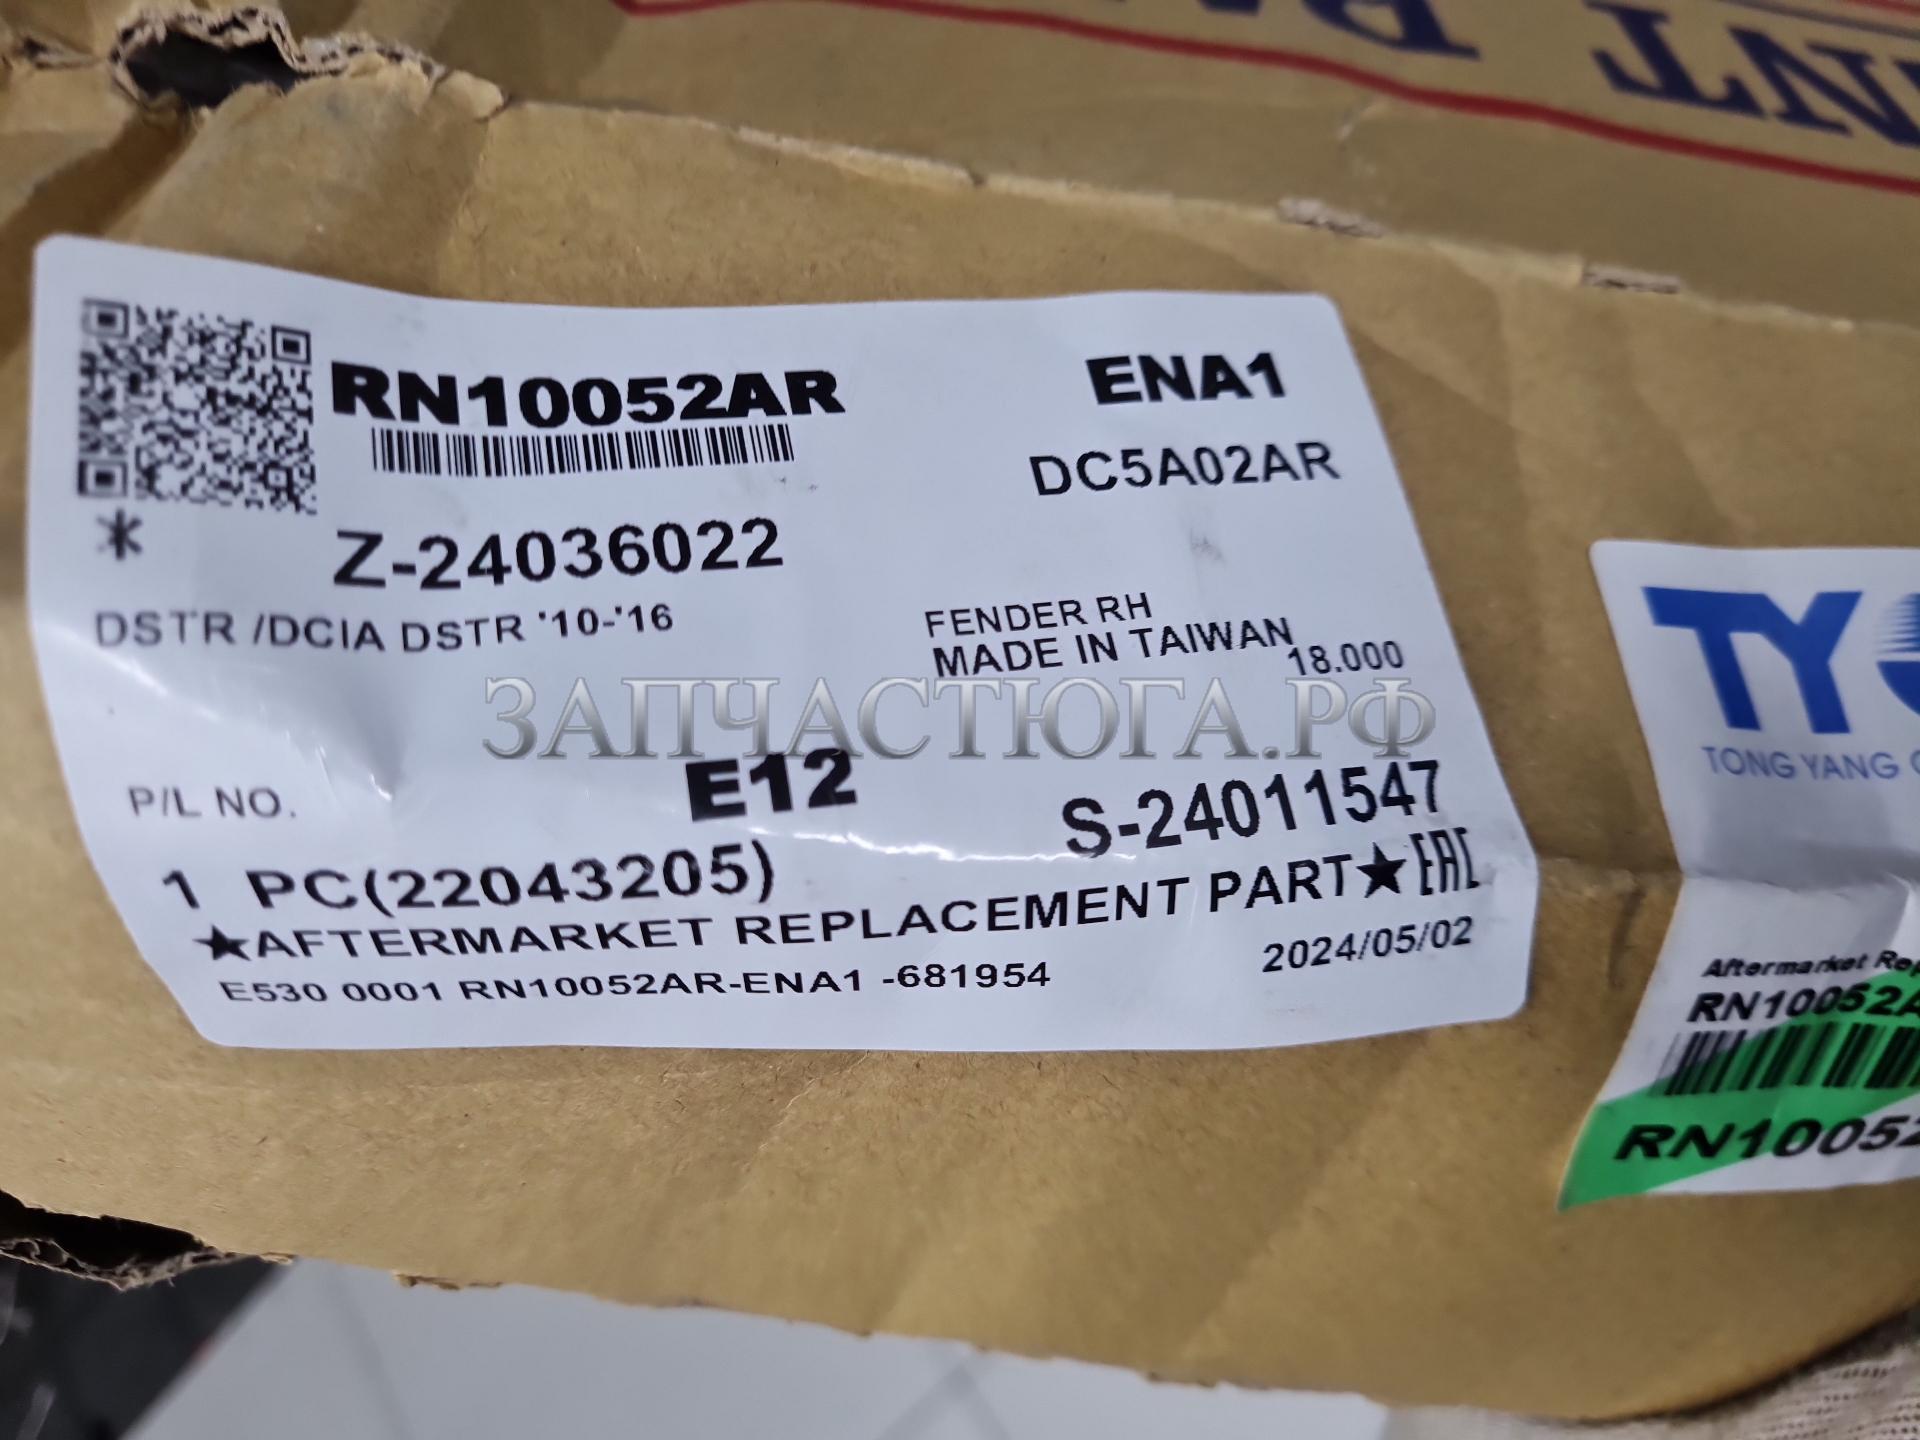 RN10052AR
ENA1
DC5A02AR
*
Z-24036022
DSTR /DCIA DSTR '10-'16
FENDER RH
MADE IN TAIWAN
18.000
ЗАПЧАСТЮГА.РФ
P/L NO.
E12
S-24011547
1 PC(22043205)
★AFTERMARKET REPLACEMENT PART★EAC
E530 0001 RN10052AR-ENA1 -681954
2024/05/02
TY
TONG YANG
Aftermarket
RN10052A
RN10052